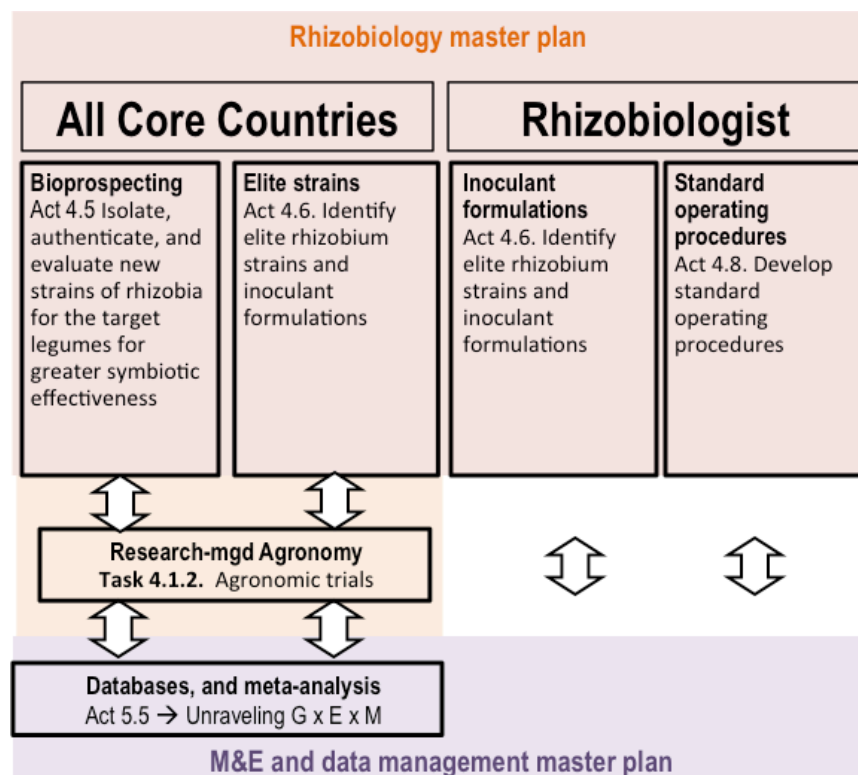 Rhizobiology master plan
All Core Countries
Rhizobiologist
Bioprospecting
Act 4.5 Isolate,
authenticate, and
evaluate new
strains of rhizobia
for the target
legumes for
greater symbiotic
effectiveness
Elite strains
Act 4.6. Identify
elite rhizobium
strains and
inoculant
formulations
Inoculant
formulations
Act 4.6. Identify
elite rhizobium
strains and
inoculant
formulations
Standard
operating
procedures
Act 4.8. Develop
standard
operating
procedures
Research-mgd Agronomy
Task 4.1.2. Agronomic trials
Databases, and meta-analysis
Act 5.5 → Unraveling G x E x M
M&E and data management master plan